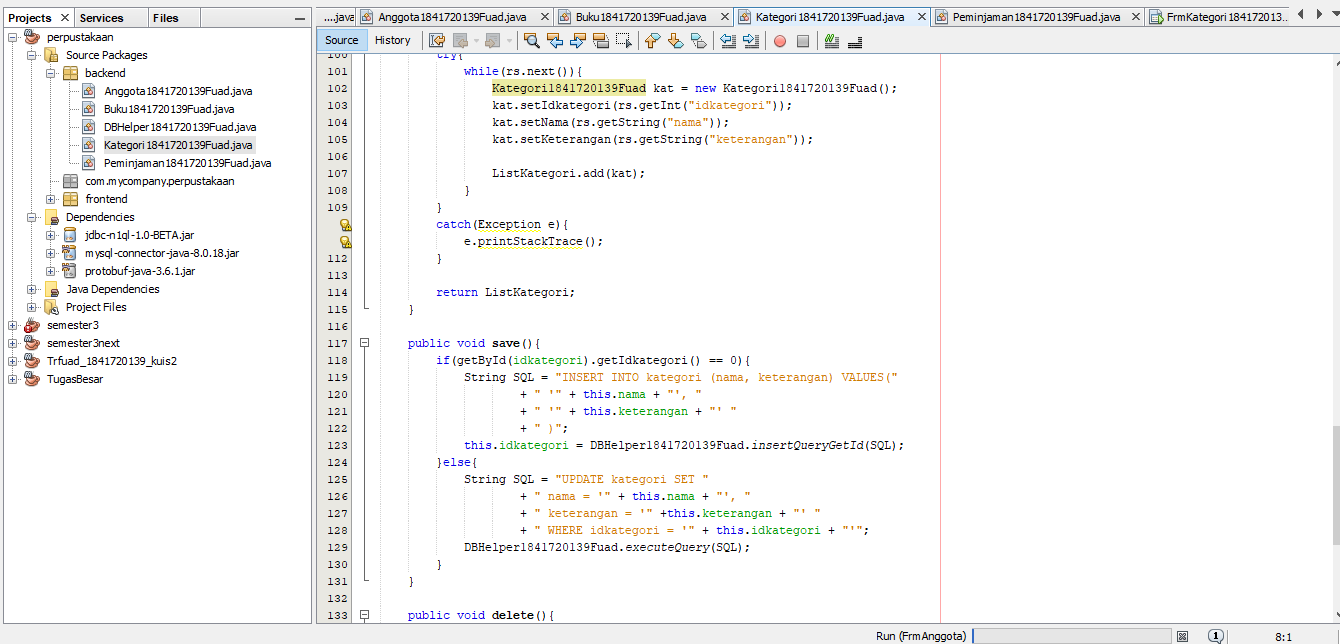 Projects
Services
Files
perpustakaan
Source Packages
backend
Anggota1841720139Fuad.java
Buku1841720139Fuad.java
DBHelper1841720139Fuad.java
Kategori1841720139Fuad.java
Peminjaman1841720139Fuad.java
com.mycompany.perpustakaan
frontend
Dependencies
jdbc-n1ql-1.0-BETA.jar
mysql-connector-java-8.0.18.jar
protobuf-java-3.6.1.jar
Java Dependencies
Project Files
semester3
semester3next
Trfuad_1841720139_kuis2
TugasBesar
....java Anggota1841720139Fuad.java Buku1841720139Fuad.java Kategori1841720139Fuad.java Peminjaman1841720139Fuad.java FrmKategori184172013...
Source History
100 try{
101 while(rs.next()){
102 Kategori1841720139Fuad kat = new Kategori1841720139Fuad();
103 kat.setIdkategori(rs.getInt("idkategori"));
104 kat.setNama(rs.getString("nama"));
105 kat.setKeterangan(rs.getString("keterangan"));
106
107 ListKategori.add(kat);
108 }
109 }
catch(Exception e){
e.printStackTrace();
112 }
113
114 return ListKategori;
115 }
116
117 public void save(){
118 if(getById(idkategori).getIdkategori() == 0){
119 String SQL = "INSERT INTO kategori (nama, keterangan) VALUES("
120 + " '" + this.nama + "', "
121 + " '" + this.keterangan + "' "
122 + " )";
123 this.idkategori = DBHelper1841720139Fuad.insertQueryGetId(SQL);
124 }else{
125 String SQL = "UPDATE kategori SET "
126 + " nama = '" + this.nama + "', "
127 + " keterangan = '" +this.keterangan + "' "
128 + " WHERE idkategori = '" + this.idkategori + "'";
129 DBHelper1841720139Fuad.executeQuery(SQL);
130 }
131 }
132
133 public void delete(){
Run (FrmAnggota)
1
8:1